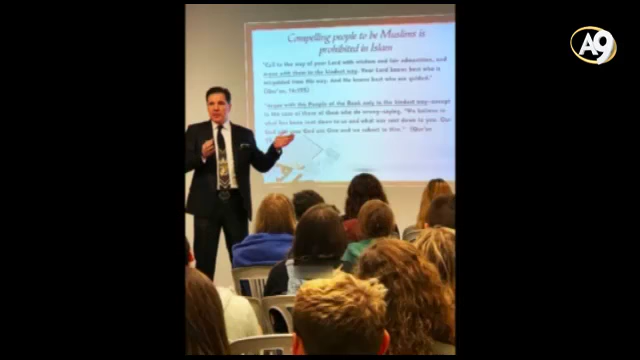 Compelling people to be Muslims is
prohibited in Islam
"Call to the way of your Lord with wisdom and fair admonition, and
argue with them in the kindest way. Your Lord knows best who is
misguided from His way. And He knows best who are guided."
(Qur'an, 16:125)
"Argue with the People of the Book only in the kindest way—except
in the case of those of them who do wrong—saying, "We believe in
what has been sent down to us and what was sent down to you. Our
God and your God are One and we submit to Him." (Qur'an
A9